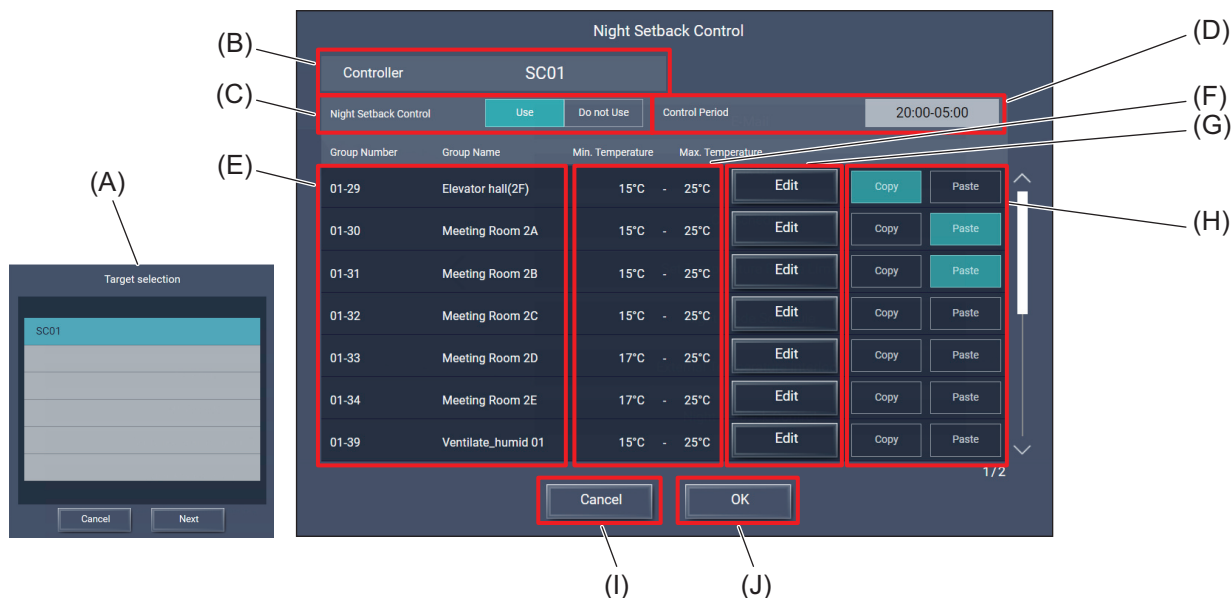 Night Setback Control
(D)
(B)
Controller SC01
(F)
(C)
Night Setback Control Use Do not Use Control Period 20:00-05:00
(G)
Group Number Group Name Min. Temperature Max. Temperature
(E)
01-29 Elevator hall(2F) 15°C - 25°C Edit Copy Paste
(A)
(H)
01-30 Meeting Room 2A 15°C - 25°C Edit Copy Paste
01-31 Meeting Room 2B 15°C - 25°C Edit Copy Paste
Target selection
01-32 Meeting Room 2C 15°C - 25°C Edit Copy Paste
SC01
01-33 Meeting Room 2D 17°C - 25°C Edit Copy Paste
01-34 Meeting Room 2E 17°C - 25°C Edit Copy Paste
01-39 Ventilate_humid 01 15°C - 25°C Edit Copy Paste
1/2
Cancel OK
Cancel Next
(I) (J)